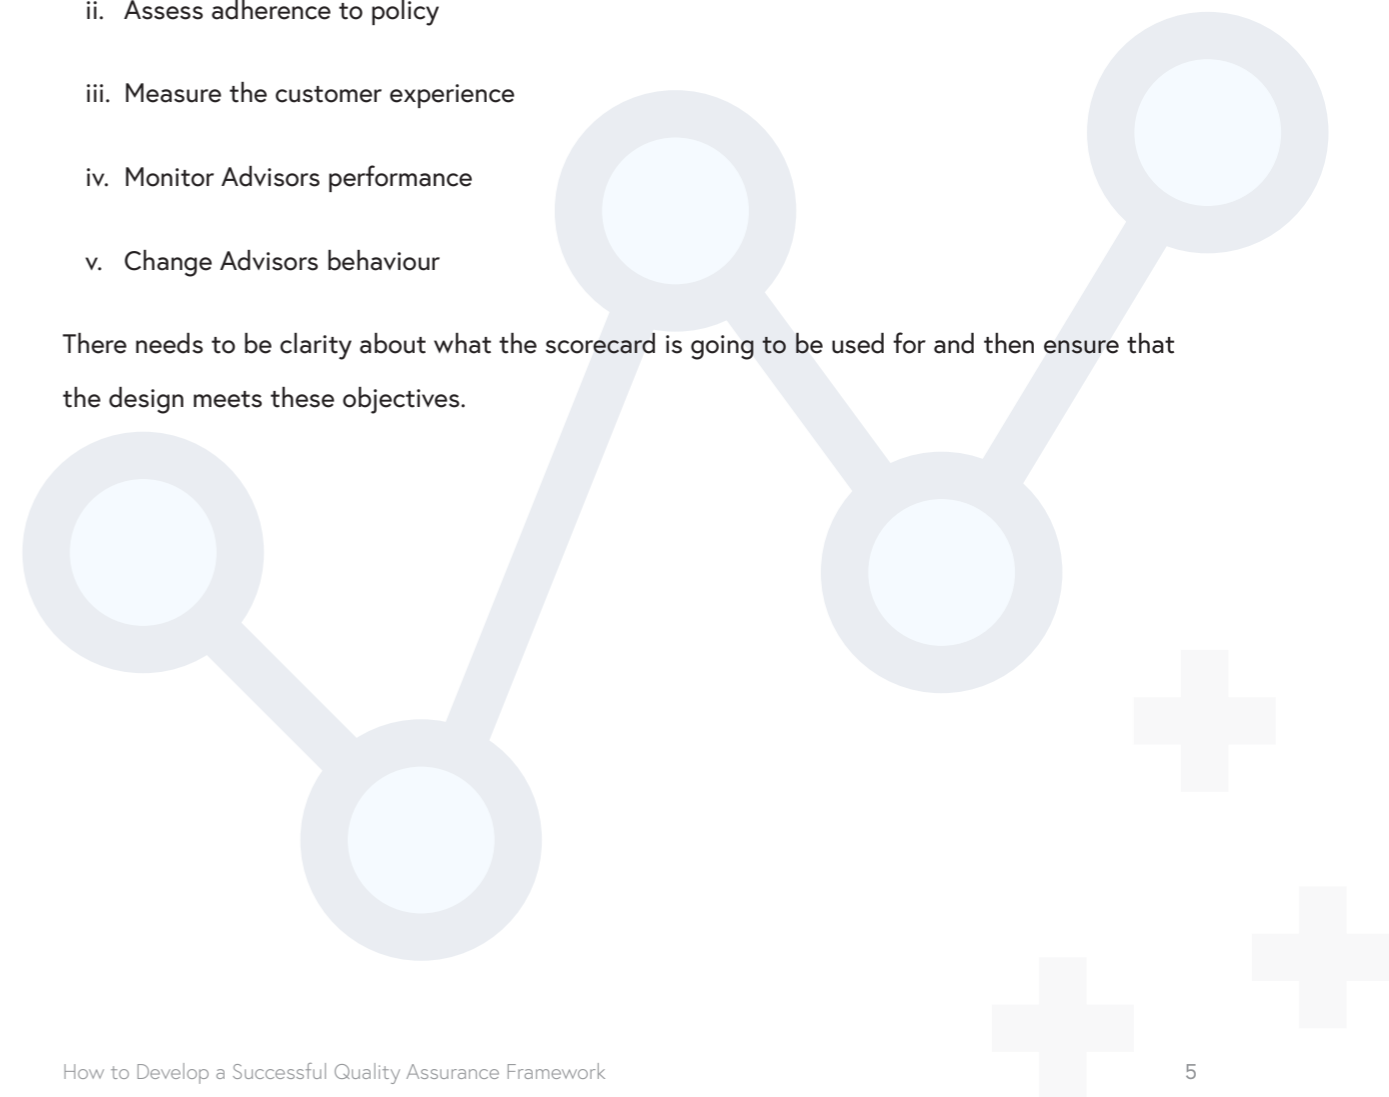 ii. Assess adherence to policy
iii. Measure the customer experience
iv. Monitor Advisors performance
v. Change Advisors behaviour
There needs to be clarity about what the scorecard is going to be used for and then ensure that
the design meets these objectives.
How to Develop a Successful Quality Assurance Framework
5